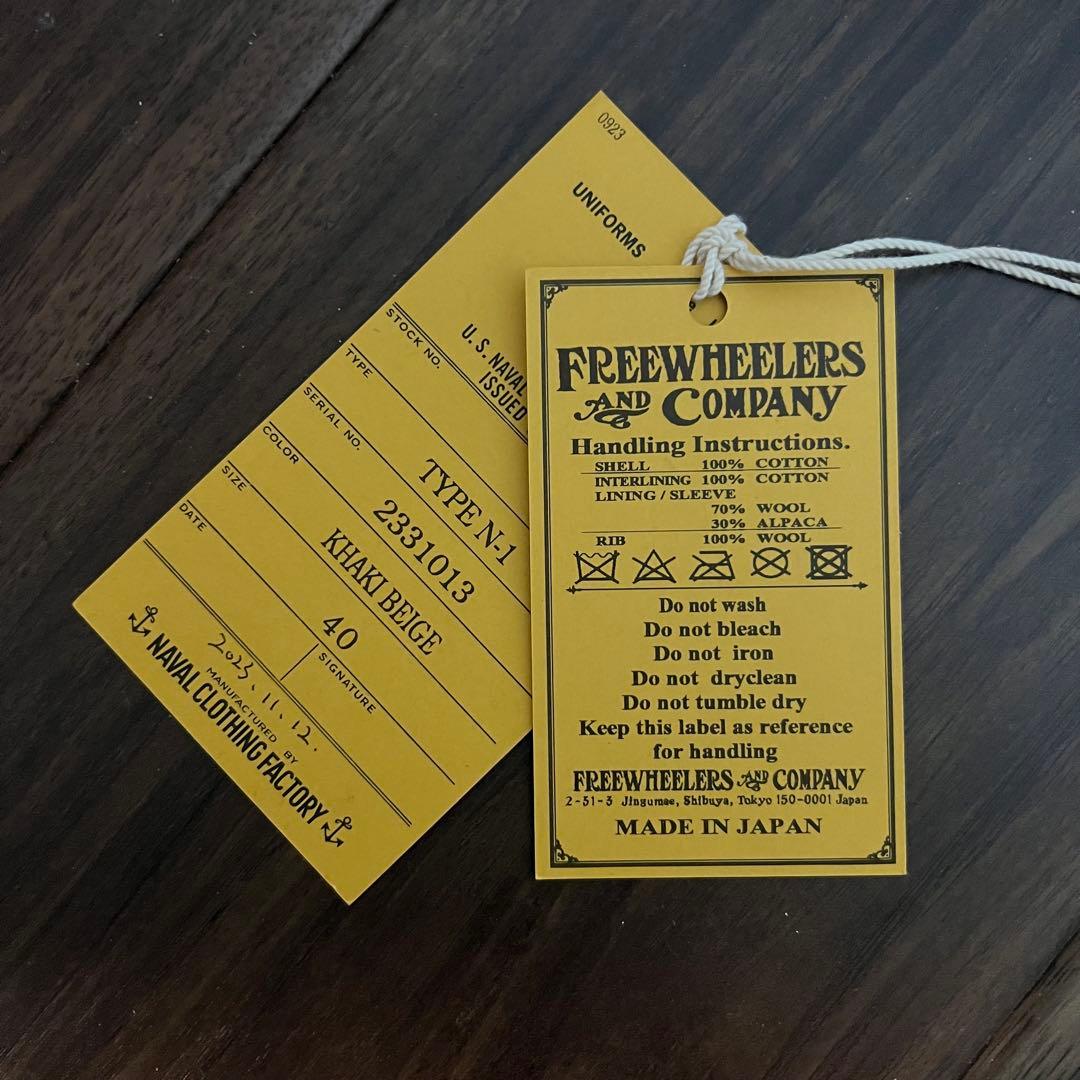 0923
UNIFORMS
U. S. NAVAL
ISSUED
STOCK NO.
TYPE TYPE N-1
SERIAL NO. 2331013
COLOR KHAKI BEIGE
SIZE 40
DATE SIGNATURE
2023. 11. 12.
MANUFACTURED BY
NAVAL CLOTHING FACTORY
FREEWHEELERS
AND COMPANY
Handling Instructions.
SHELL 100% COTTON
INTERLINING 100% COTTON
LINING / SLEEVE
70% WOOL
30% ALPACA
RIB 100% WOOL
Do not wash
Do not bleach
Do not iron
Do not dryclean
Do not tumble dry
Keep this label as reference
for handling
FREEWHEELERS AND COMPANY
2-31-3 Jingumae, Shibuya, Tokyo 150-0001 Japan
MADE IN JAPAN